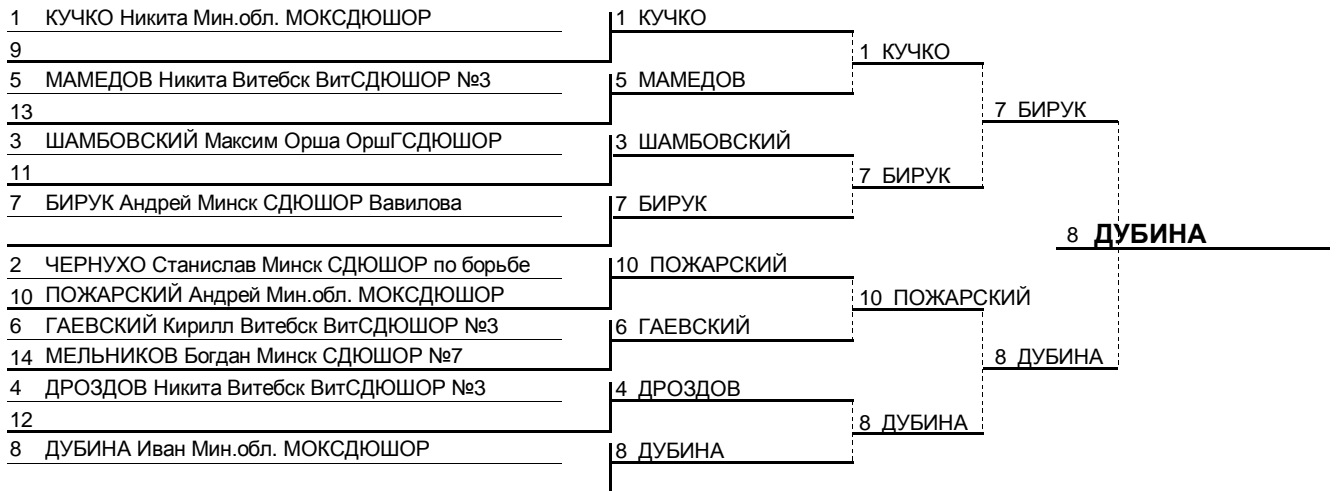 1 КУЧКО Никита Мин.обл. МОКСДЮШОР
1 КУЧКО
9
1 КУЧКО
5 МАМЕДОВ Никита Витебск ВитСДЮШОР №3
5 МАМЕДОВ
13
7 БИРУК
3 ШАМБОВСКИЙ Максим Орша ОршГСДЮШОР
3 ШАМБОВСКИЙ
11
7 БИРУК
7 БИРУК Андрей Минск СДЮШОР Вавилова
7 БИРУК
8 ДУБИНА
2 ЧЕРНУХО Станислав Минск СДЮШОР по борьбе
10 ПОЖАРСКИЙ
10 ПОЖАРСКИЙ Андрей Мин.обл. МОКСДЮШОР
10 ПОЖАРСКИЙ
6 ГАЕВСКИЙ Кирилл Витебск ВитСДЮШОР №3
6 ГАЕВСКИЙ
14 МЕЛЬНИКОВ Богдан Минск СДЮШОР №7
8 ДУБИНА
4 ДРОЗДОВ Никита Витебск ВитСДЮШОР №3
4 ДРОЗДОВ
12
8 ДУБИНА
8 ДУБИНА Иван Мин.обл. МОКСДЮШОР
8 ДУБИНА